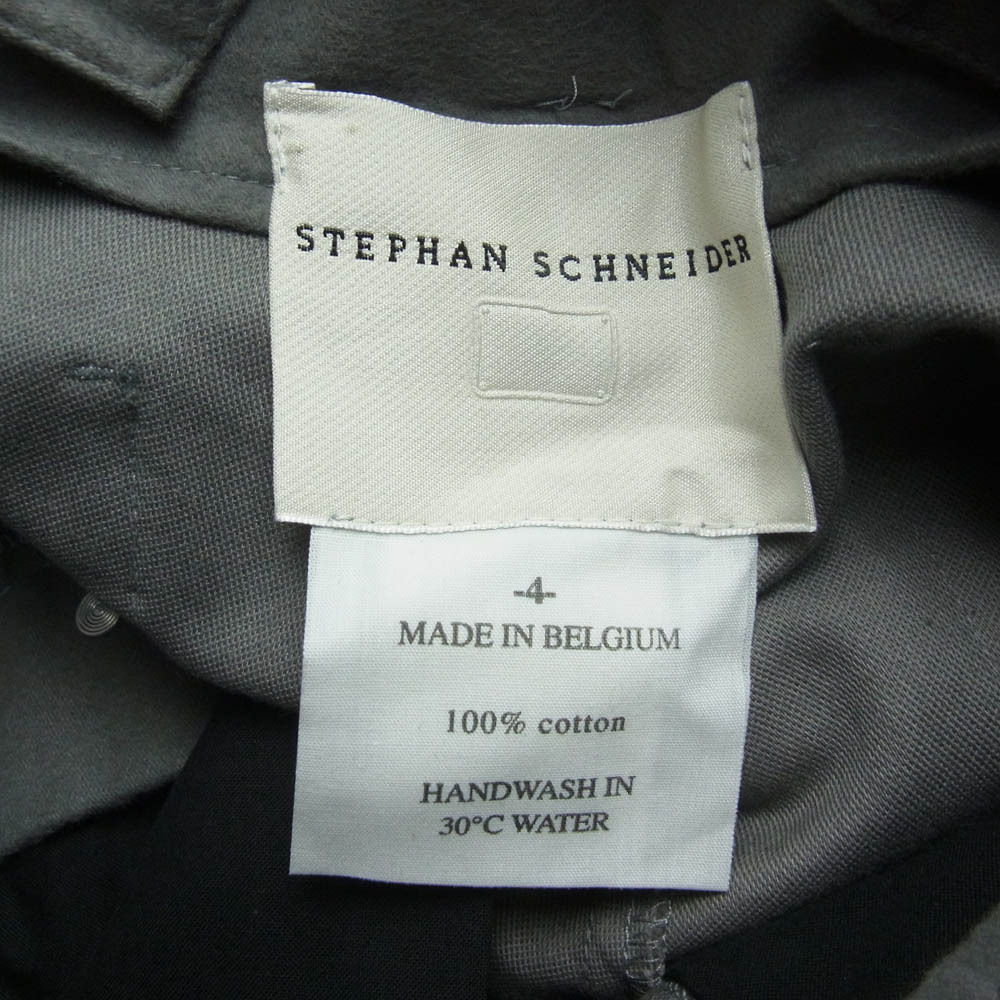 STEPHAN SCHNEIDER
-4-
MADE IN BELGIUM
100% cotton
HANDWASH IN
30°C WATER